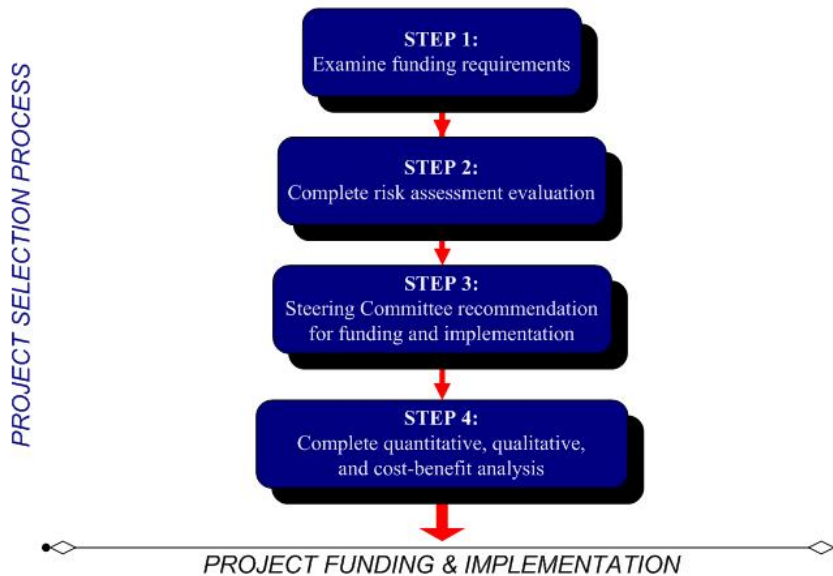 PROJECT SELECTION PROCESS
STEP 1:
Examine funding requirements
STEP 2:
Complete risk assessment evaluation
STEP 3:
Steering Committee recommendation
for funding and implementation
STEP 4:
Complete quantitative, qualitative,
and cost-benefit analysis
PROJECT FUNDING & IMPLEMENTATION